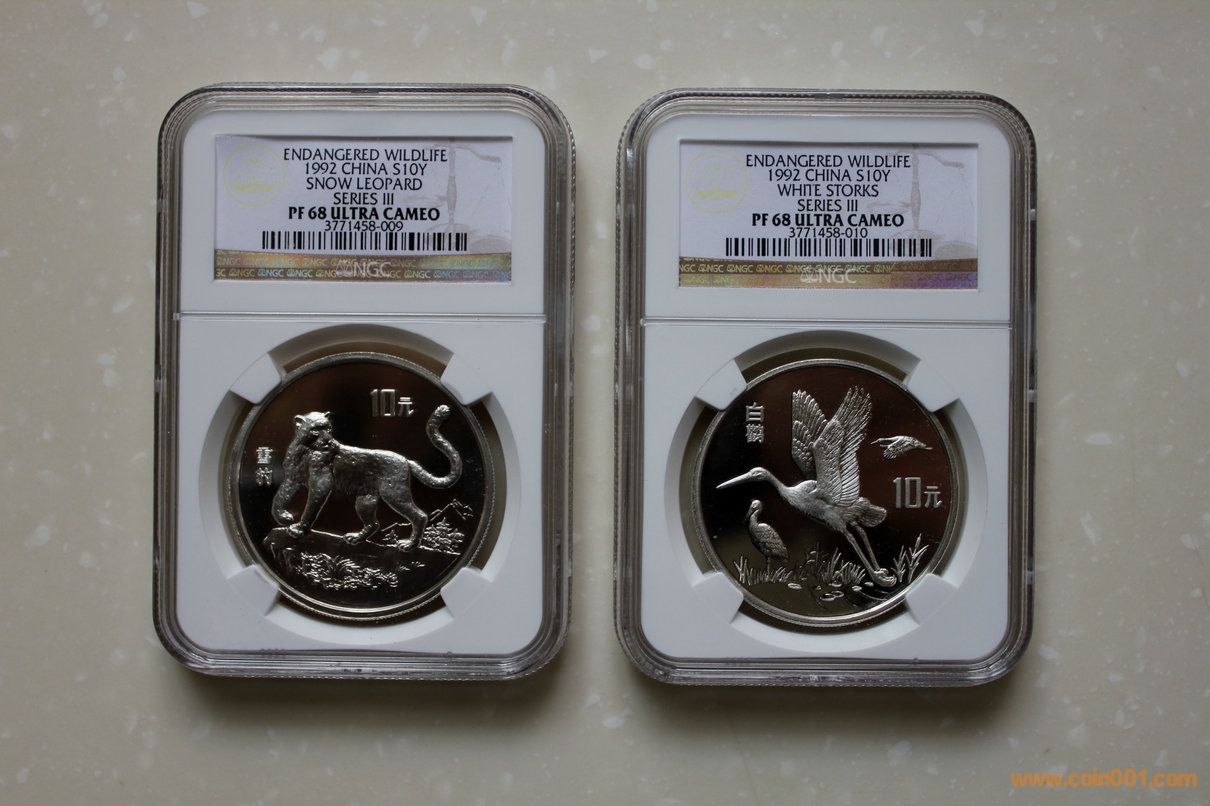 ENDANGERED WILDLIFE
1992 CHINA S10Y
SNOW LEOPARD
SERIES III
PF 68 ULTRA CAMEO
3771458-009
NGC
10元
雪豹
ENDANGERED WILDLIFE
1992 CHINA S10Y
WHITE STORKS
SERIES III
PF 68 ULTRA CAMEO
3771458-010
NGC
白鹳
10元
www.coin001.com